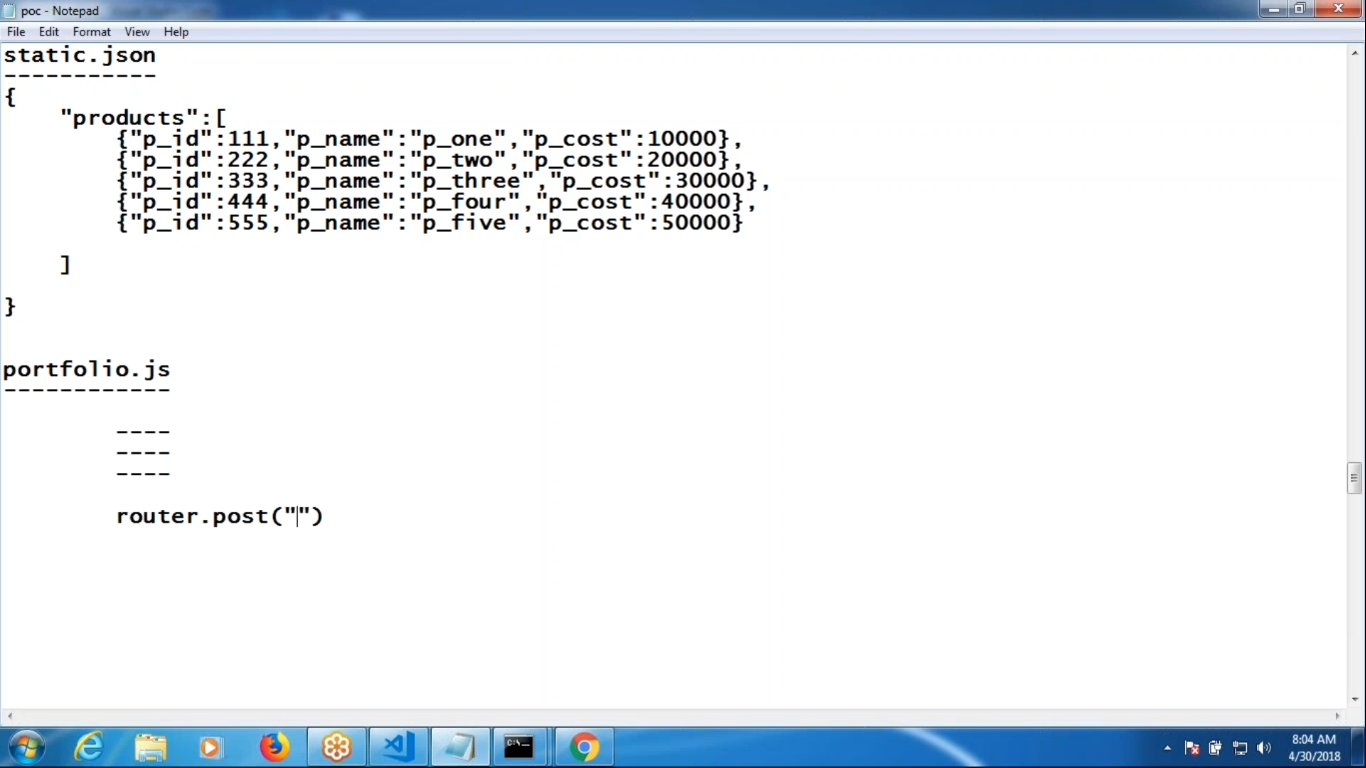 poc - Notepad
File Edit Format View Help
static.json
-----------
{
"products":[
{"p_id":111,"p_name":"p_one","p_cost":10000},
{"p_id":222,"p_name":"p_two","p_cost":20000},
{"p_id":333,"p_name":"p_three","p_cost":30000},
{"p_id":444,"p_name":"p_four","p_cost":40000},
{"p_id":555,"p_name":"p_five","p_cost":50000}
]
}
portfolio.js
------------
----
----
----
router.post("")
8:04 AM
4/30/2018